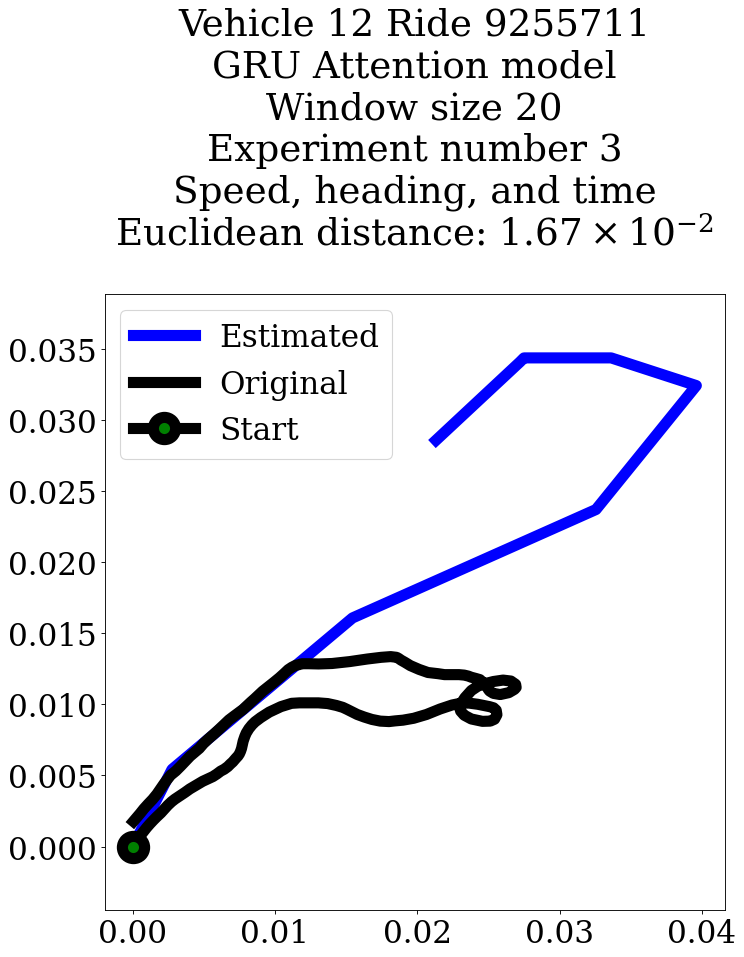 Vehicle 12 Ride 9255711
GRU Attention model
Window size 20
Experiment number 3
Speed, heading, and time
Euclidean distance: 1.67 × 10⁻²
Estimated
Original
Start
0.035
0.030
0.025
0.020
0.015
0.010
0.005
0.000
0.00 0.01 0.02 0.03 0.04